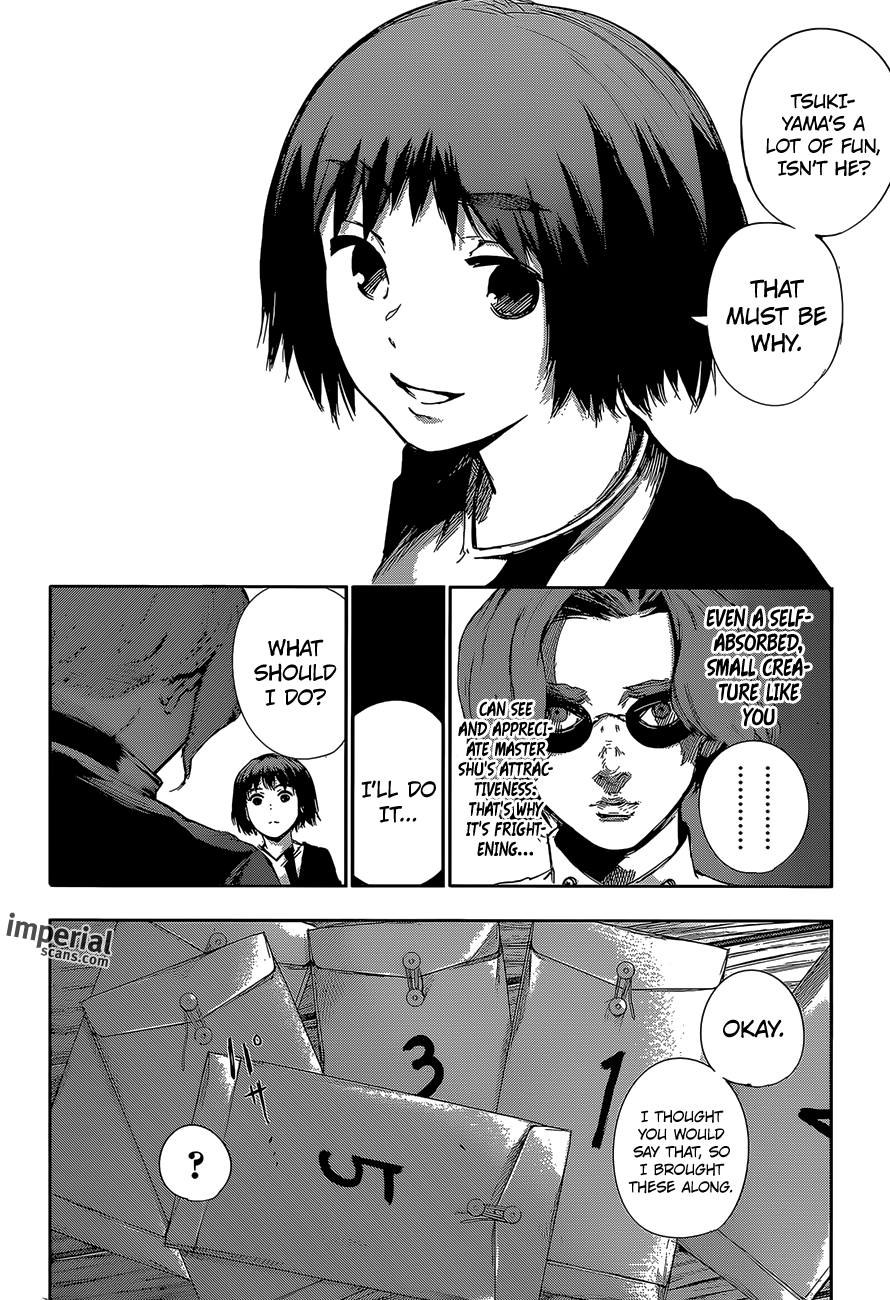 TSUKI-
YAMA'S A
LOT OF FUN,
ISN'T HE?
THAT
MUST BE
WHY.
EVEN A SELF-
ABSORBED,
SMALL CREA-
TURE LIKE
YOU
CAN SEE
AND APPRECI-
ATE MASTER
SHU'S ATTRAC-
TIVENESS.
THAT'S WHY
IT'S FRIGHT-
ENING...
I'LL DO
IT...
WHAT
SHOULD
I DO?
imperial
scans.com
OKAY.
I THOUGHT
YOU WOULD
SAY THAT, SO
I BROUGHT
THESE ALONG.
3
1
5
バサ
?